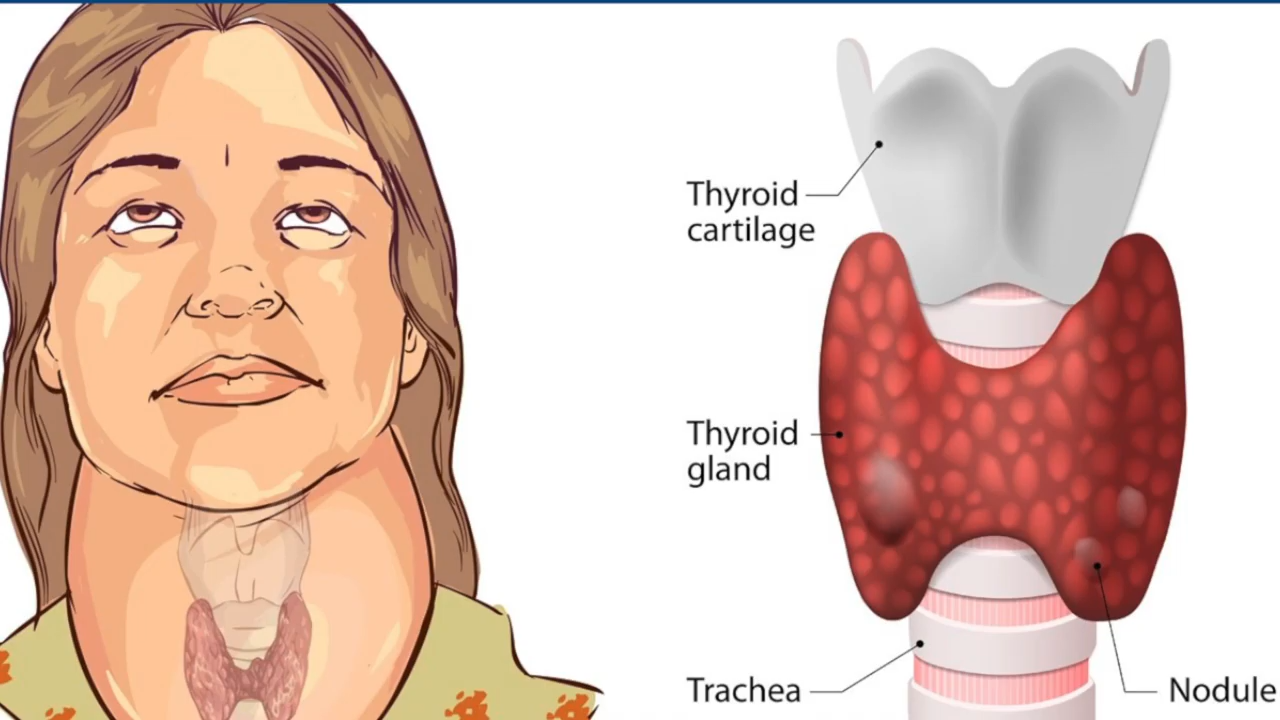 Thyroid
cartilage
Thyroid
gland
Trachea
Nodule